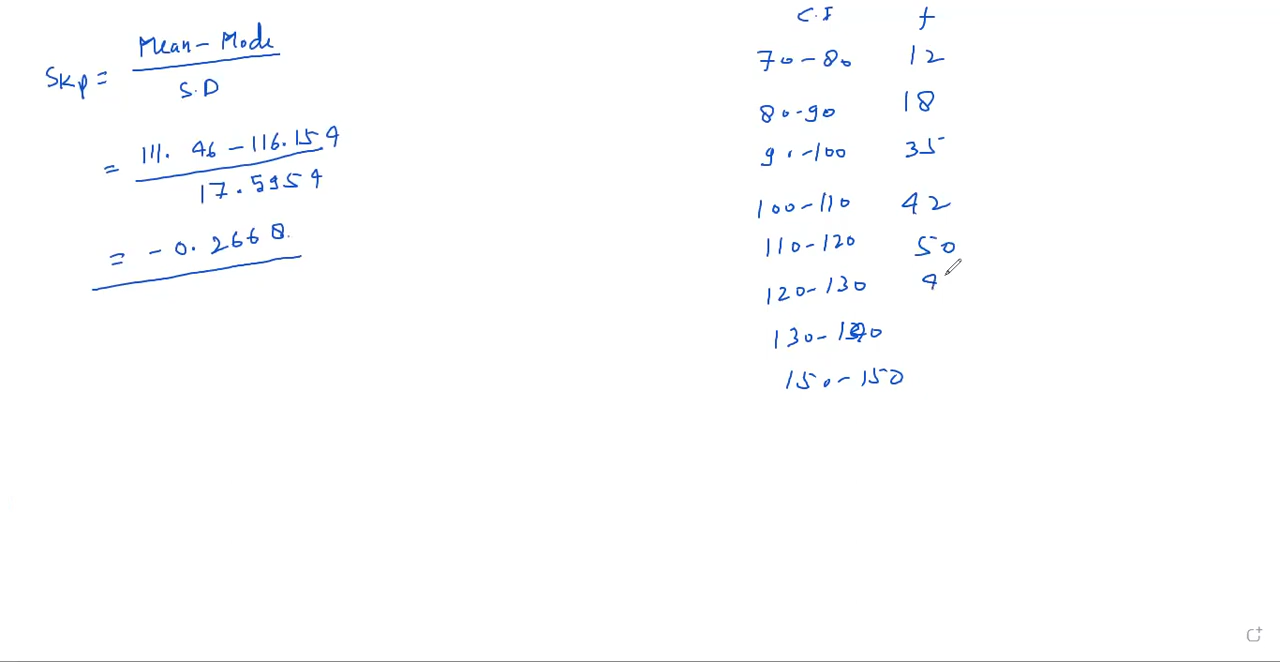 Skp = Mean - Mode / S.D
= 111.46 - 116.154 / 17.5954
= - 0.2668.
C.I f
70-80 12
80-90 18
90-100 35
100-110 42
110-120 50
120-130 4
130-140
150-150